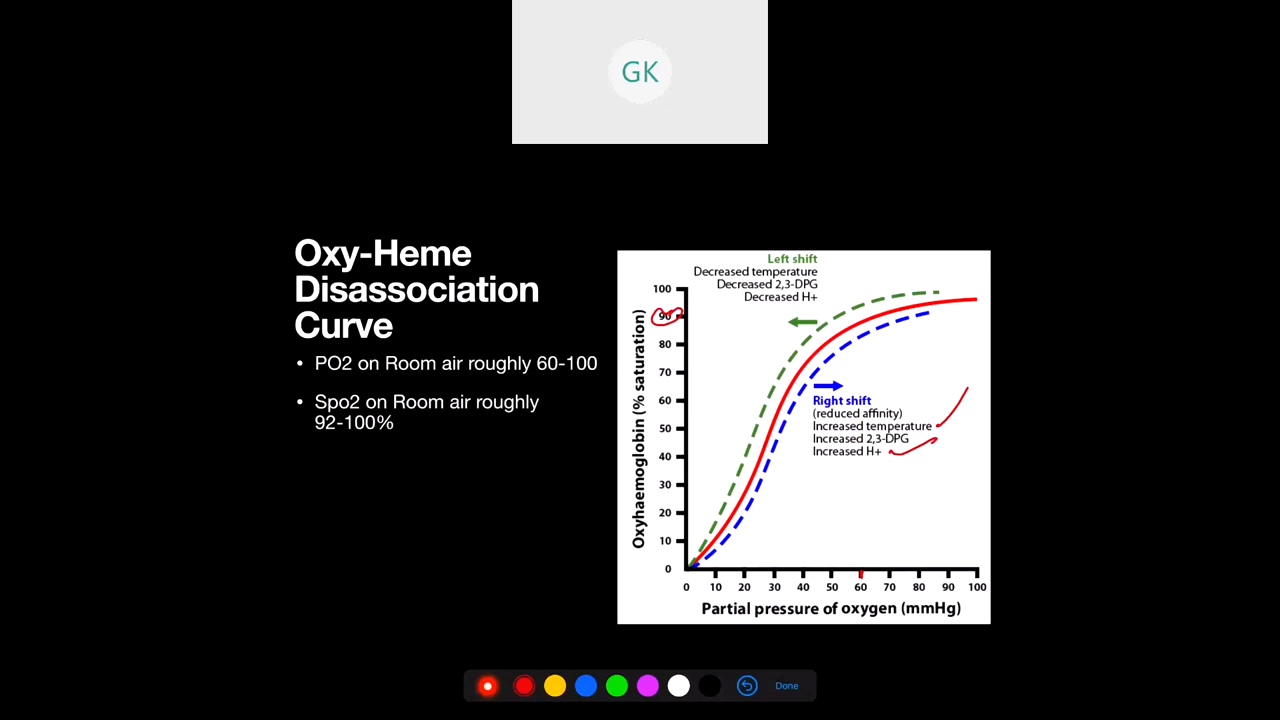 GK
Oxy-Heme
Disassociation
Curve
• PO2 on Room air roughly 60-100
• Spo2 on Room air roughly
92-100%
Left shift
Decreased temperature
Decreased 2,3-DPG
Decreased H+
Oxyhaemoglobin (% saturation)
100
90
80
70
60
50
40
30
20
10
0
Right shift
(reduced affinity)
Increased temperature
Increased 2,3-DPG
Increased H+
0 10 20 30 40 50 60 70 80 90 100
Partial pressure of oxygen (mmHg)
Done